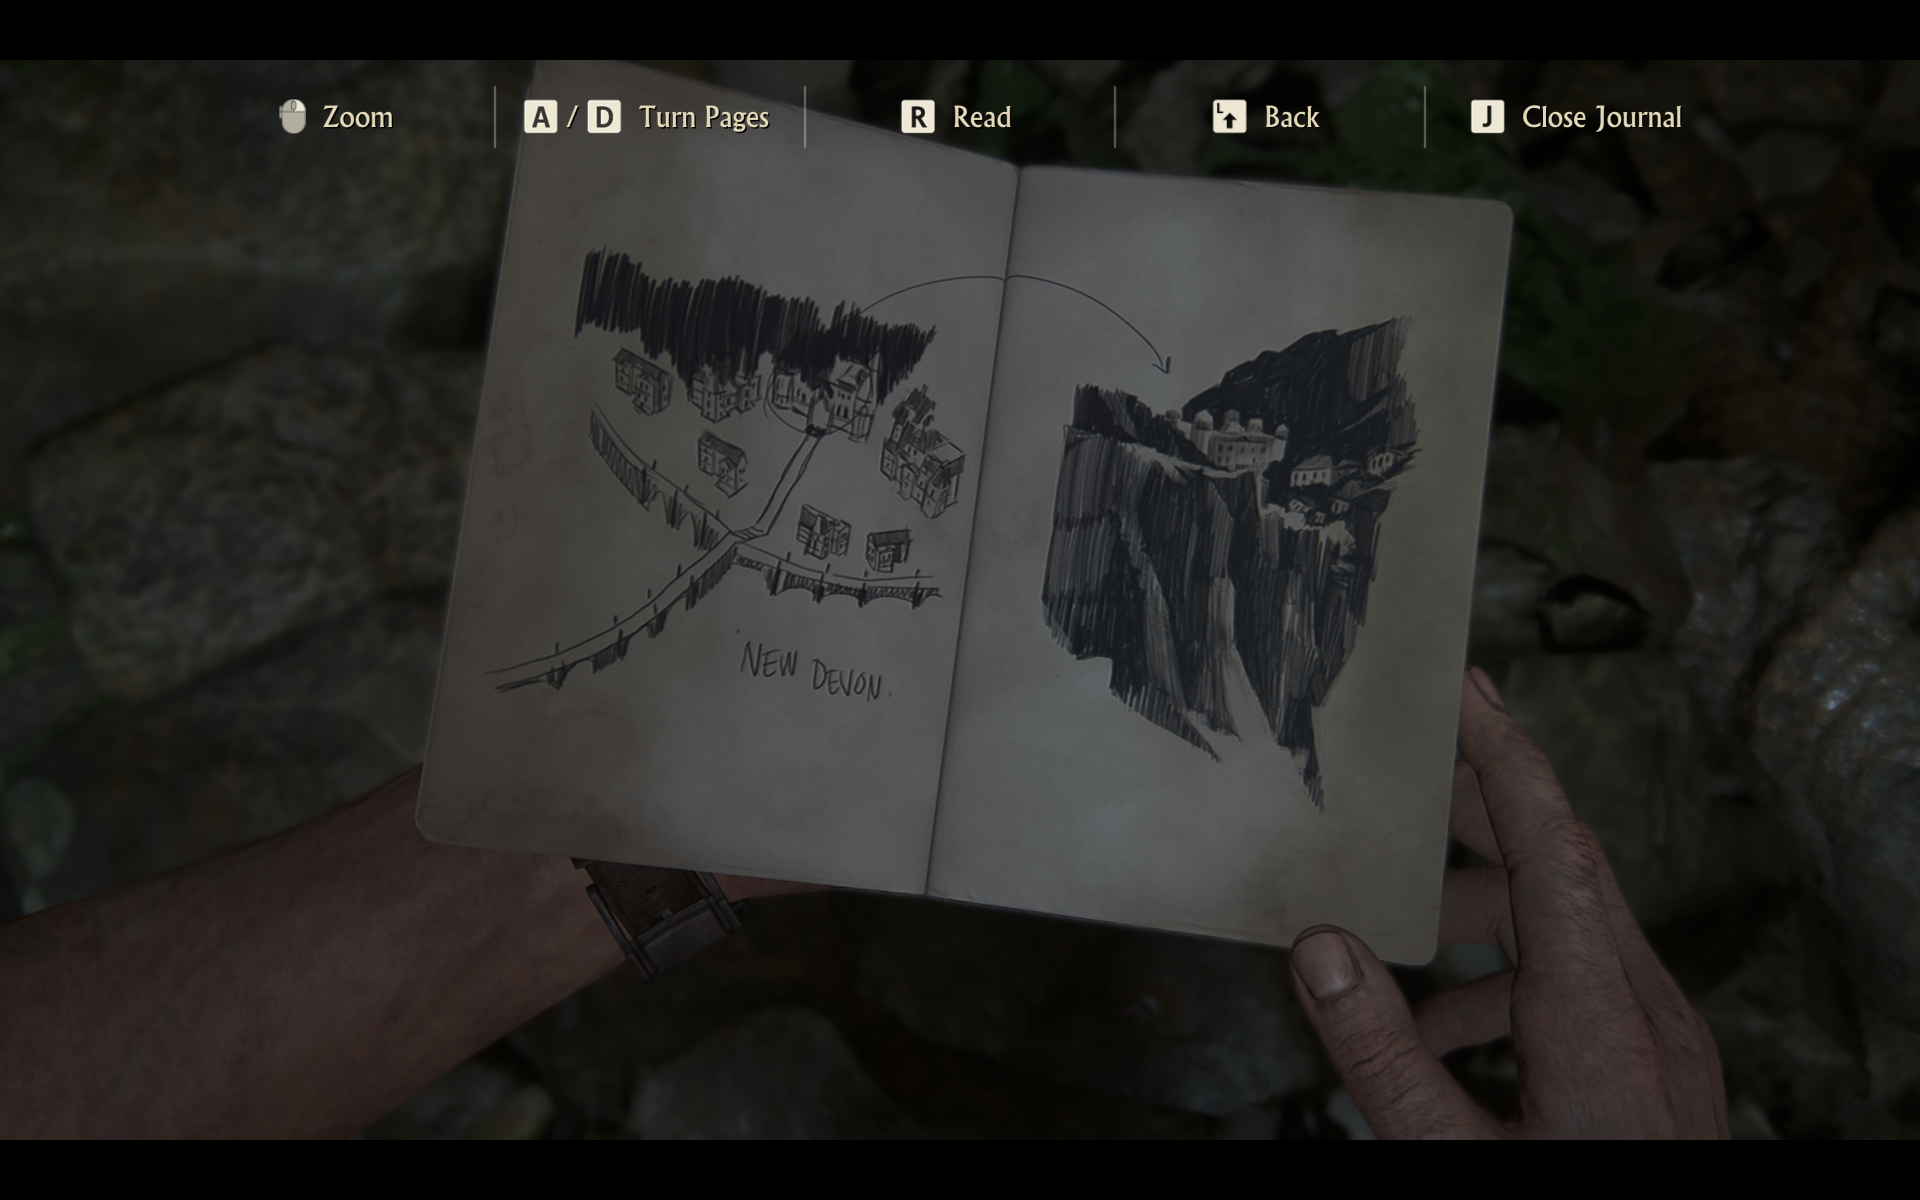 Zoom
A / D Turn Pages
R Read
L Back
J Close Journal
NEW DEVON.